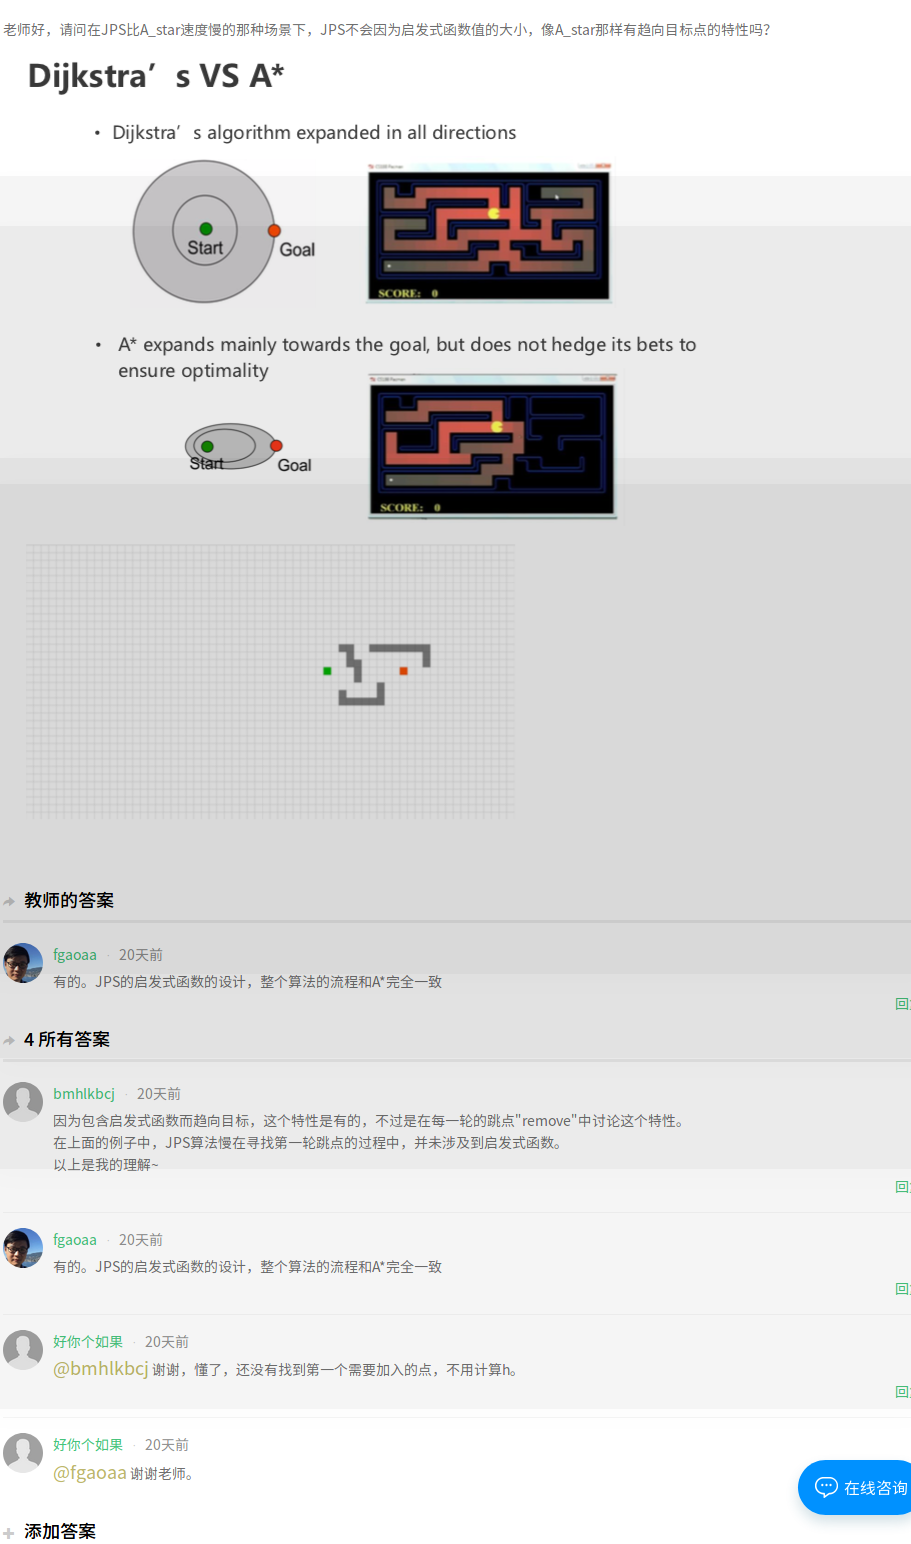 老师好，请问在JPS比A_star速度慢的那种场景下，JPS不会因为启发式函数值的大小，像A_star那样有趋向目标点的特性吗?
Dijkstra’s VS A*
• Dijkstra’s algorithm expanded in all directions
Start
Goal
SCORE: 0
• A* expands mainly towards the goal, but does not hedge its bets to
ensure optimality
Start
Goal
SCORE: 0
教师的答案
fgaoaa · 20天前
有的。JPS的启发式函数的设计，整个算法的流程和A*完全一致
回
4 所有答案
bmhlkbcj · 20天前
因为包含启发式函数而趋向目标，这个特性是有的，不过是在每一轮的跳点"remove"中讨论这个特性。
在上面的例子中，JPS算法慢在寻找第一轮跳点的过程中，并未涉及到启发式函数。
以上是我的理解~
回
fgaoaa · 20天前
有的。JPS的启发式函数的设计，整个算法的流程和A*完全一致
回
好你个如果 · 20天前
@bmhlkbcj 谢谢，懂了，还没有找到第一个需要加入的点，不用计算h。
回
好你个如果 · 20天前
@fgaoaa 谢谢老师。
在线咨询
添加答案